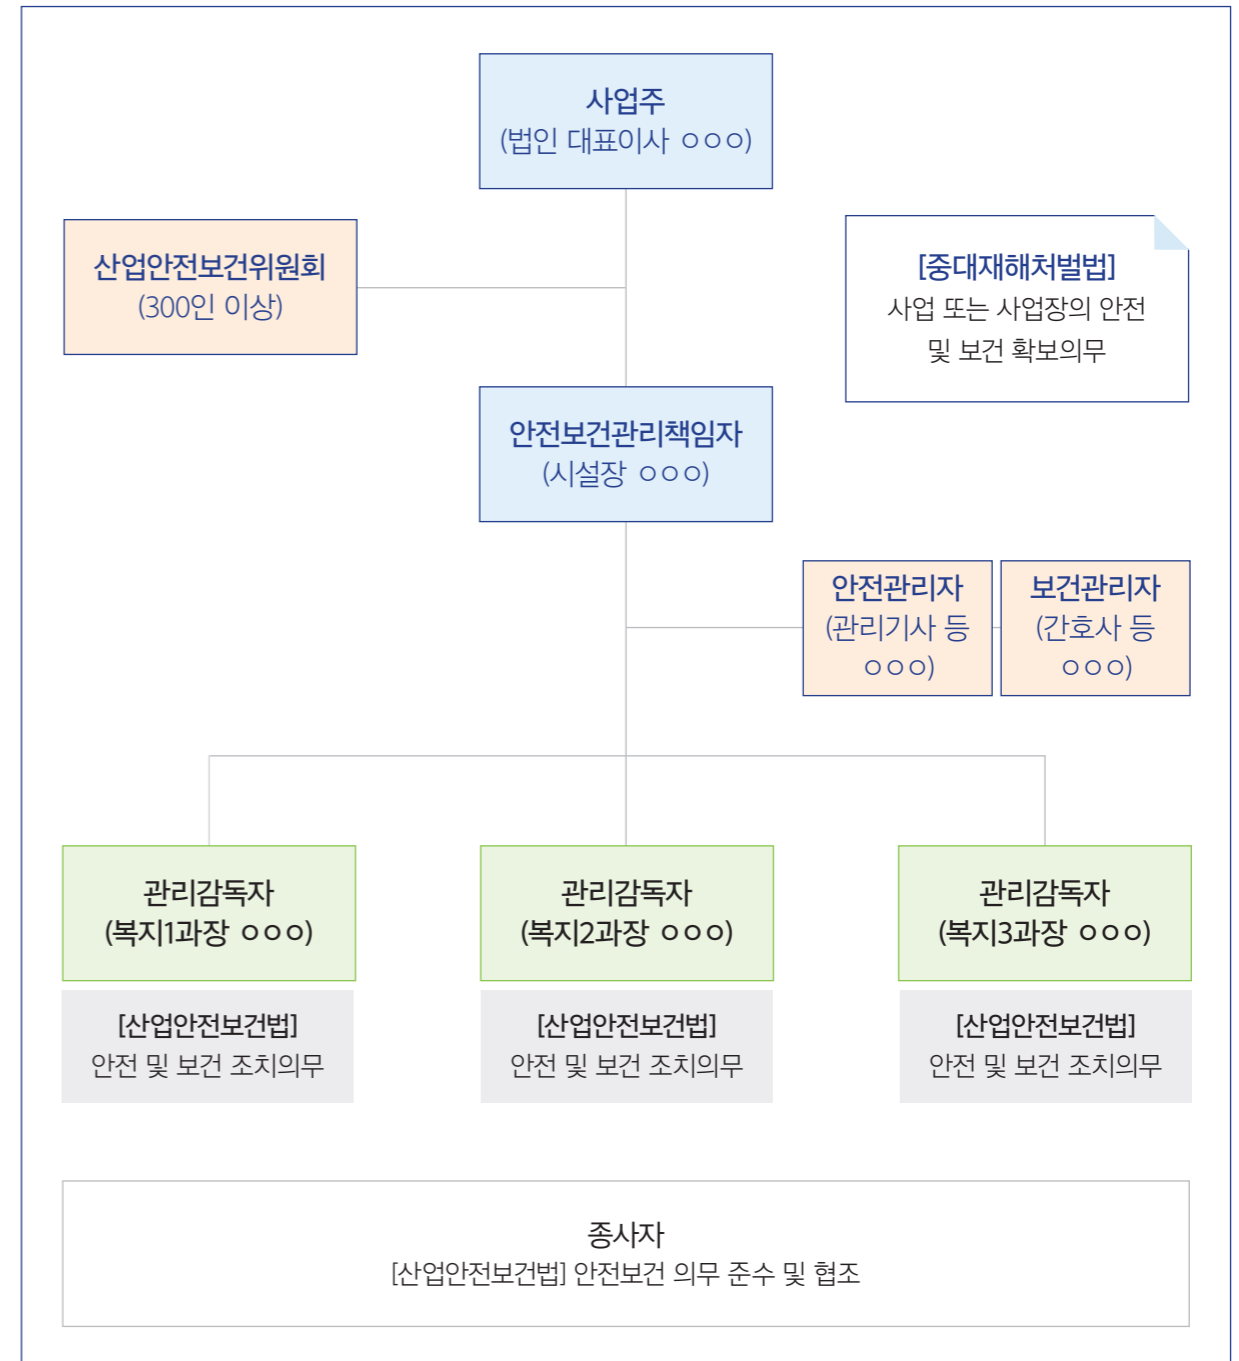 사업주
(법인 대표이사 ㅇㅇㅇ)
산업안전보건위원회
(300인 이상)
[중대재해처벌법]
사업 또는 사업장의 안전
및 보건 확보의무
안전보건관리책임자
(시설장 ㅇㅇㅇ)
안전관리자
(관리기사 등
ㅇㅇㅇ)
보건관리자
(간호사 등
ㅇㅇㅇ)
관리감독자
(복지1과장 ㅇㅇㅇ)
관리감독자
(복지2과장 ㅇㅇㅇ)
관리감독자
(복지3과장 ㅇㅇㅇ)
[산업안전보건법]
안전 및 보건 조치의무
[산업안전보건법]
안전 및 보건 조치의무
[산업안전보건법]
안전 및 보건 조치의무
종사자
[산업안전보건법] 안전보건 의무 준수 및 협조